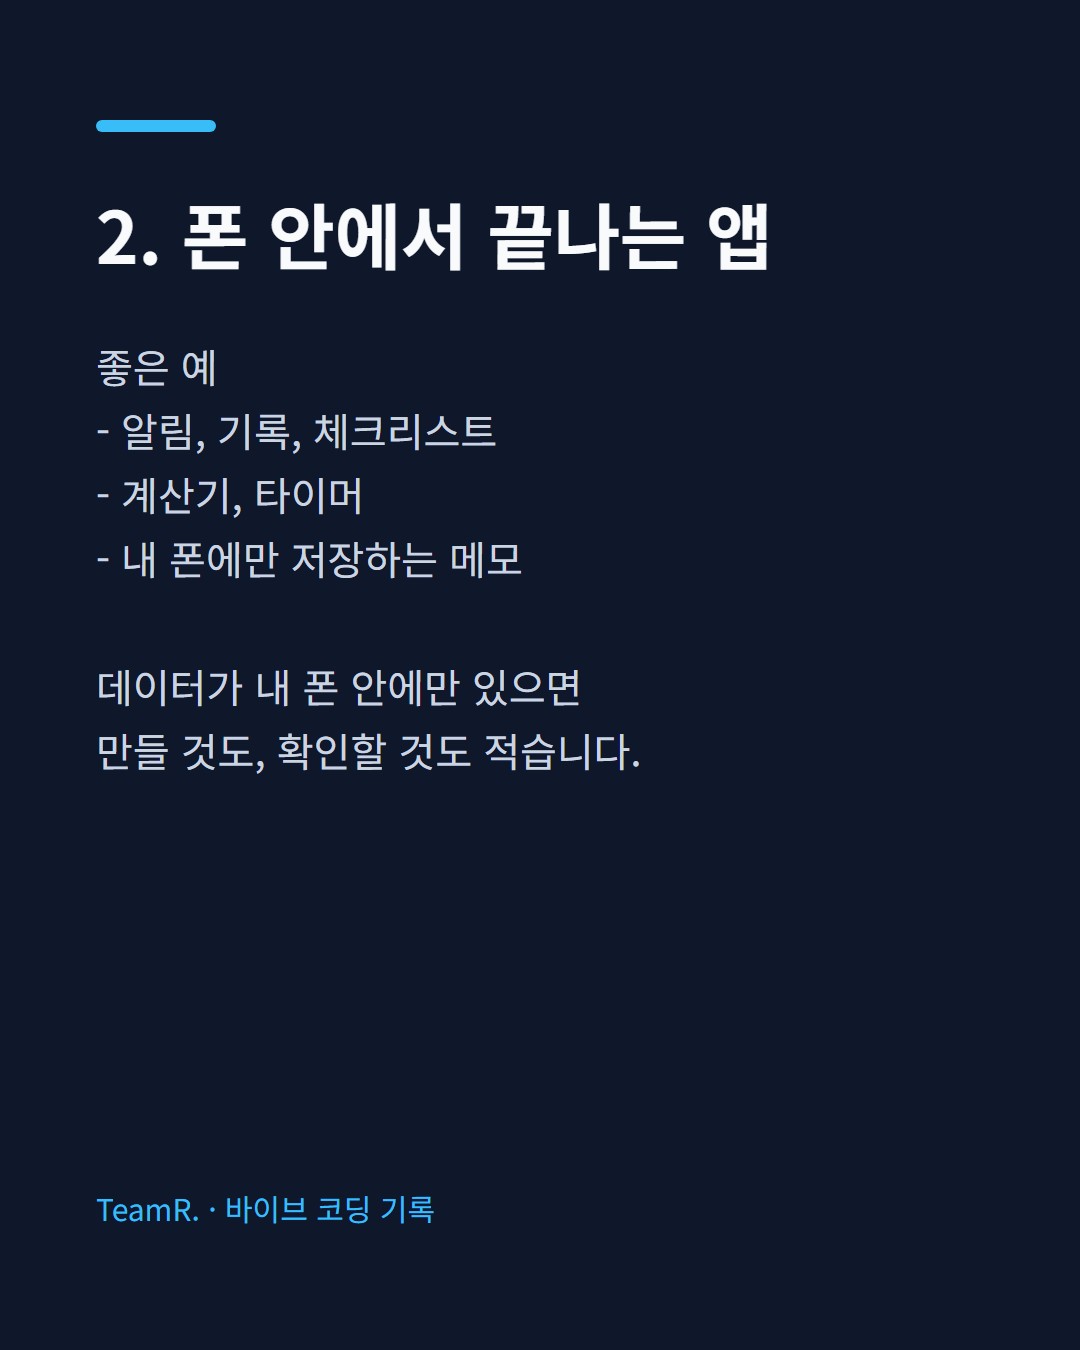 2. 폰 안에서 끝나는 앱
좋은 예
- 알림, 기록, 체크리스트
- 계산기, 타이머
- 내 폰에만 저장하는 메모
데이터가 내 폰 안에만 있으면
만들 것도, 확인할 것도 적습니다.
TeamR. · 바이브 코딩 기록